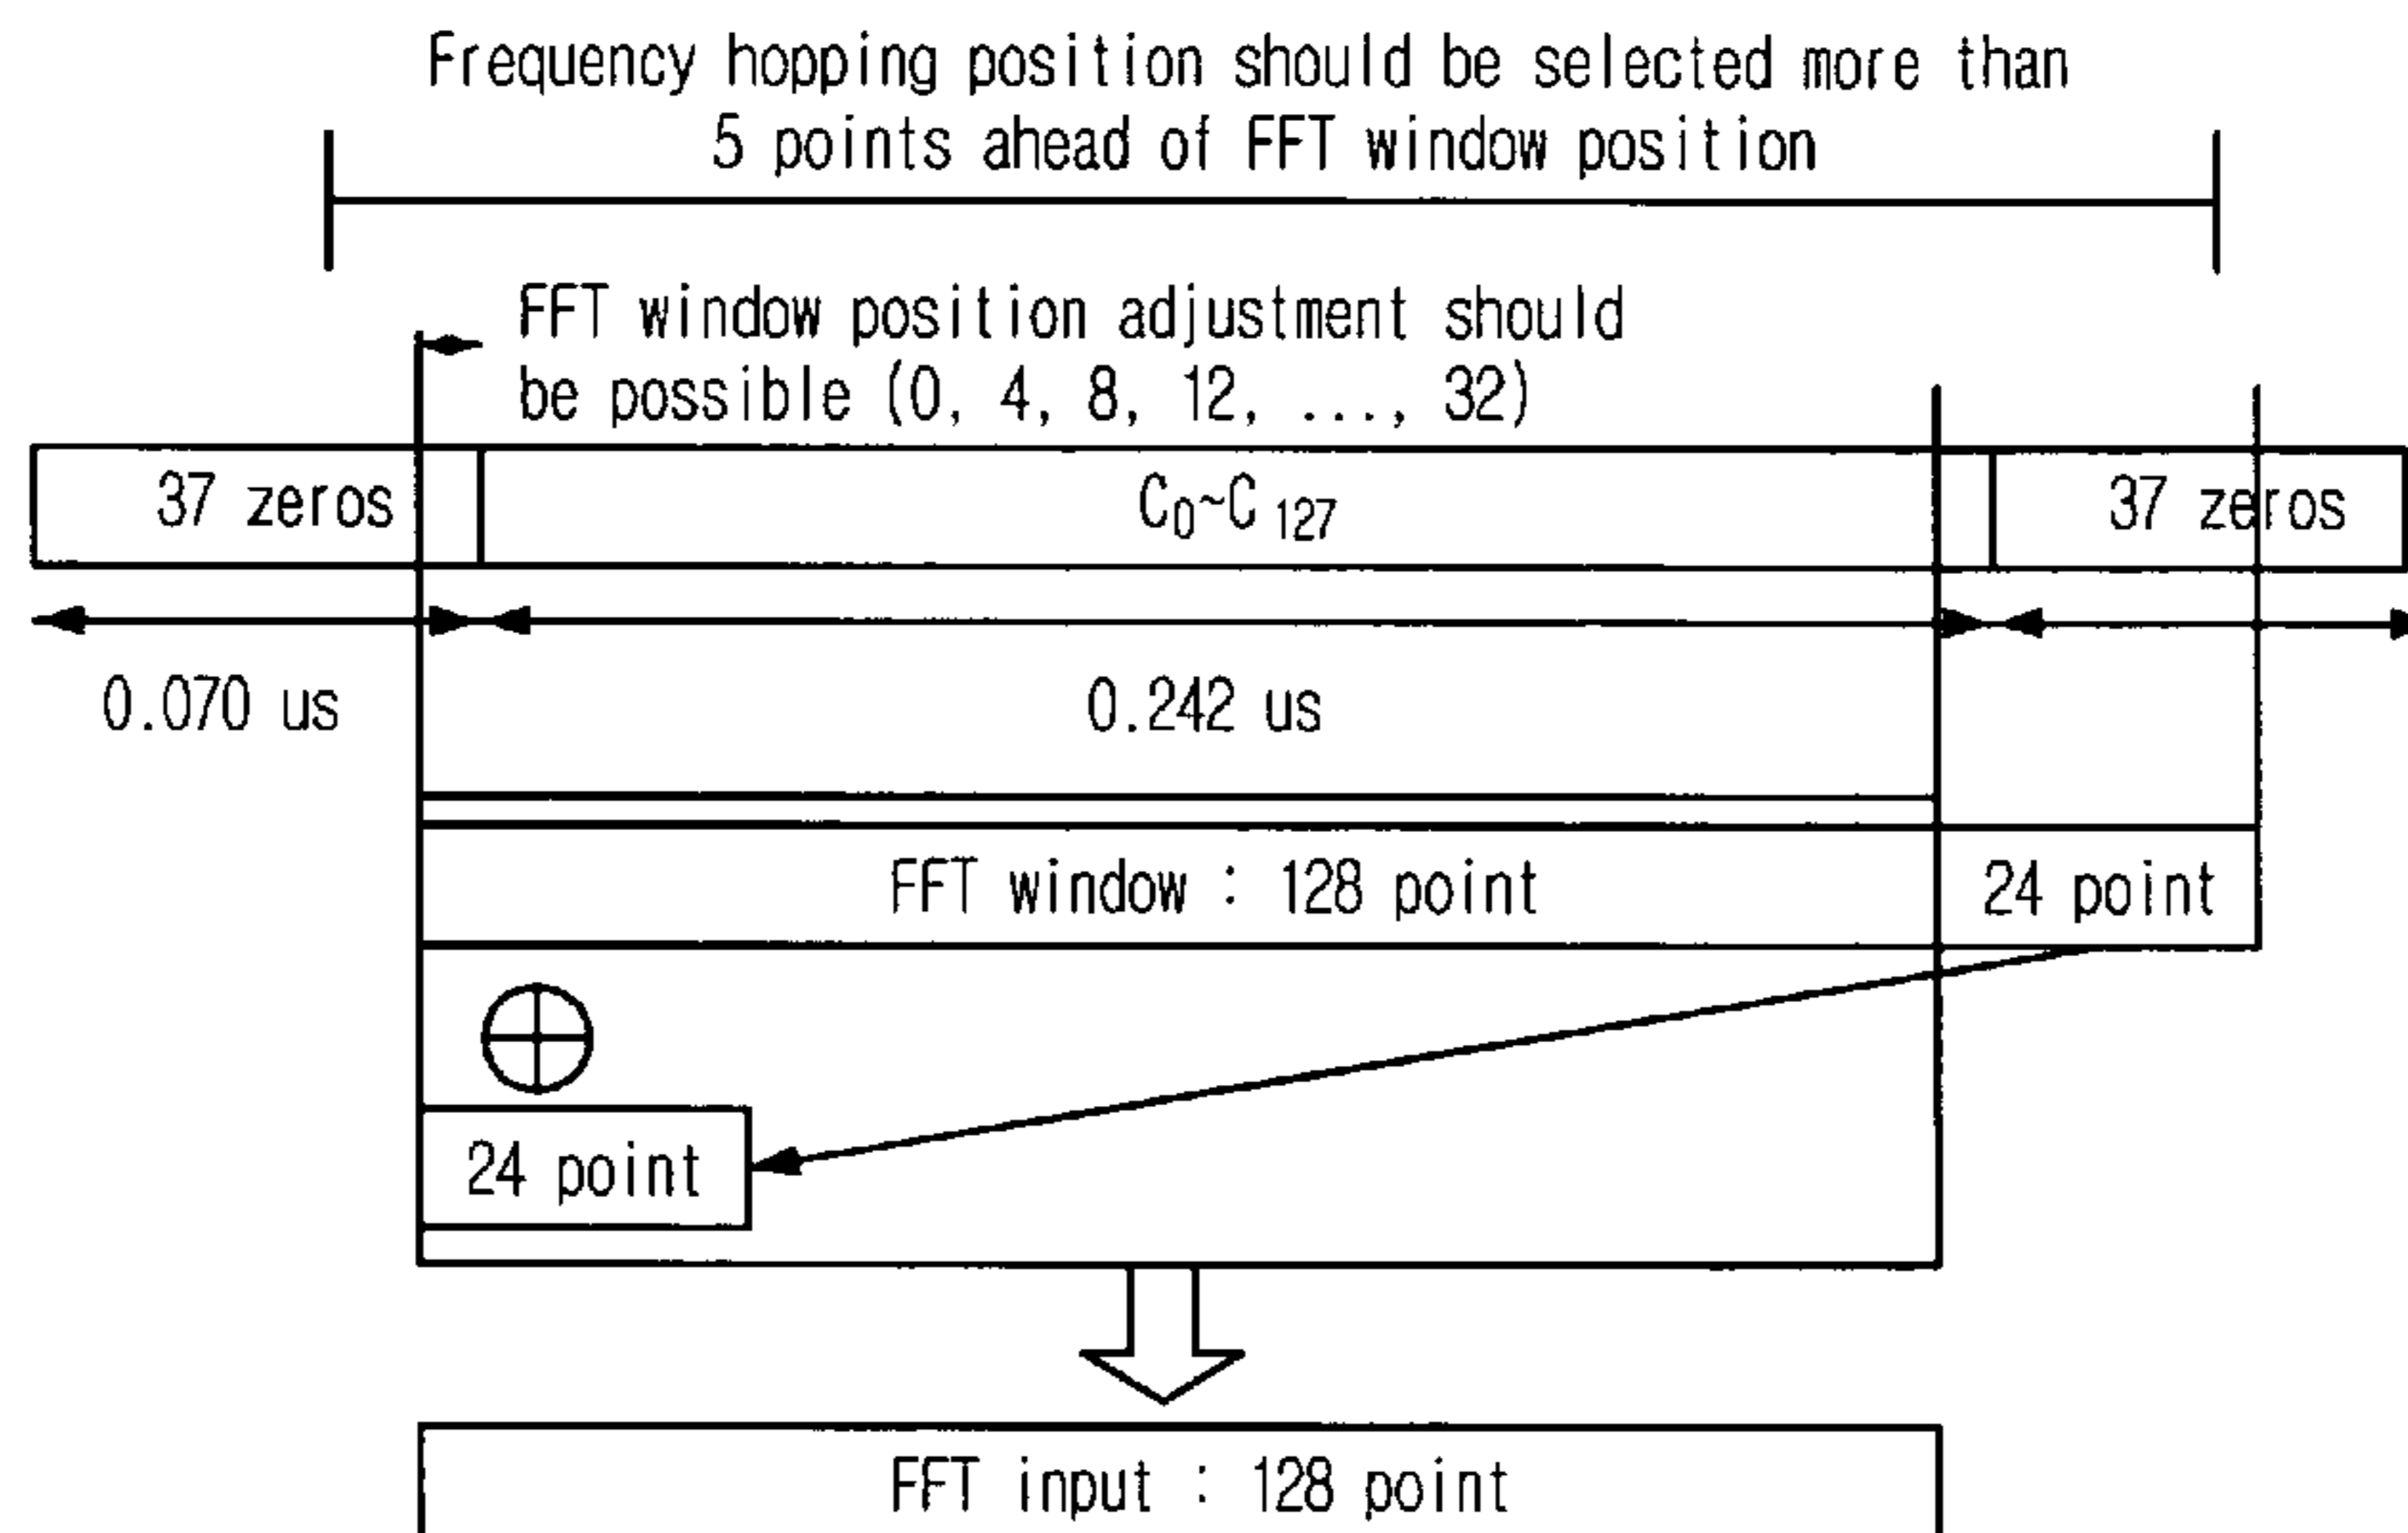 Frequency hopping position should be selected more than
5 points ahead of FFT window position
FFT window position adjustment should
be possible (0, 4, 8, 12, ..., 32)
37 zeros
C0~C127
37 zeros
0.070 us
0.242 us
FFT window : 128 point
24 point
24 point
FFT input : 128 point